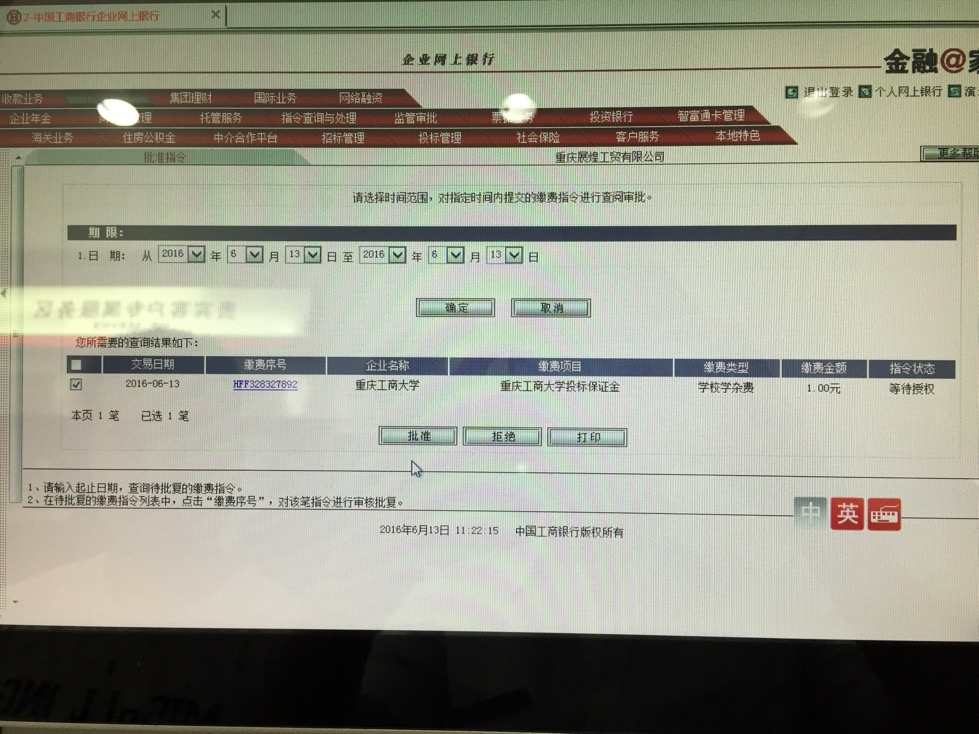 2-中国工商银行企业网上银行
企业网上银行
金融@家
收款业务 集团理财 国际业务 网络融资
退出登录 个人网上银行
企业年金 管理 托管服务 指令查询与处理 监管审批 票据 投资银行 智富通卡管理
海关业务 住房公积金 中介合作平台 招标管理 投标管理 社会保险 客户服务 本地特色
批准指令 重庆展煌工贸有限公司 更多帮助
请选择时间范围，对指定时间内提交的缴费指令进行查阅审批。
期 限：
1.日 期： 从 2016 年 6 月 13 日 至 2016 年 6 月 13 日
确定 取消
贵宾客户专属服务区
您所需要的查询结果如下：
交易日期 缴费序号 企业名称 缴费项目 缴费类型 缴费金额 指令状态
2016-06-13 HFF328327892 重庆工商大学 重庆工商大学投标保证金 学校学杂费 1.00元 等待授权
本页 1 笔 已选 1 笔
批准 拒绝 打印
1、请输入起止日期，查询待批复的缴费指令。
2、在待批复的缴费指令列表中，点击“缴费序号”，对该笔指令进行审核批复。
中 英
2016年6月13日 11:22:15 中国工商银行版权所有